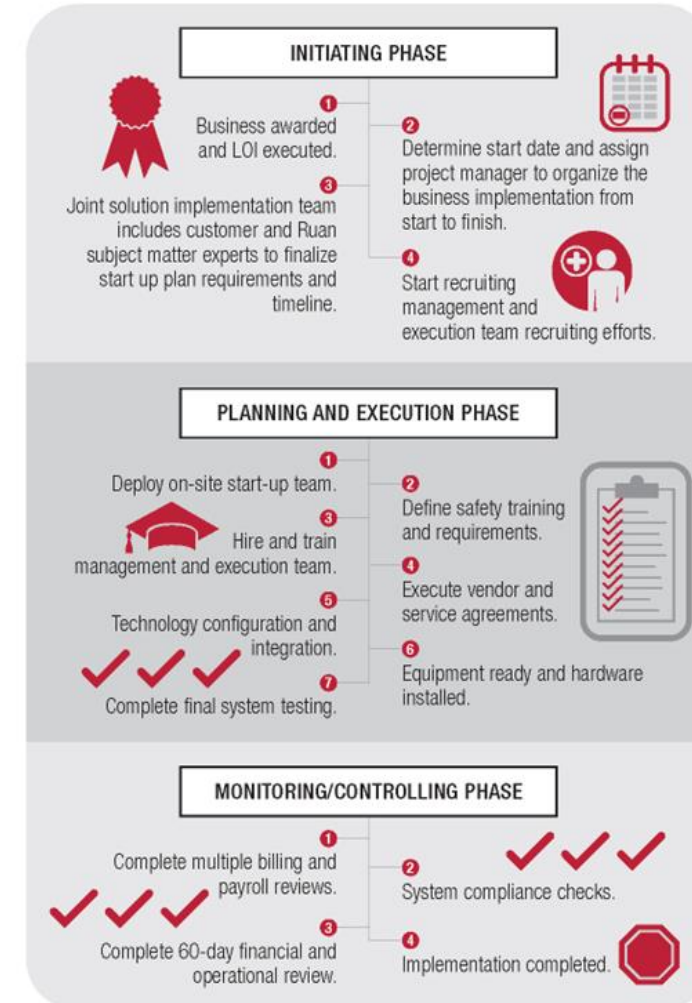 INITIATING PHASE
1
Business awarded
and LOI executed.
2
Determine start date and assign
project manager to organize the
business implementation from
start to finish.
3
Joint solution implementation team
includes customer and Ruan
subject matter experts to finalize
start up plan requirements and
timeline.
4
Start recruiting
management and
execution team recruiting efforts.
PLANNING AND EXECUTION PHASE
1
Deploy on-site start-up team.
2
Define safety training
and requirements.
3
Hire and train
management and execution team.
4
Execute vendor and
service agreements.
5
Technology configuration and
integration.
6
Equipment ready and hardware
installed.
7
Complete final system testing.
MONITORING/CONTROLLING PHASE
1
Complete multiple billing and
payroll reviews.
2
System compliance checks.
3
Complete 60-day financial and
operational review.
4
Implementation completed.